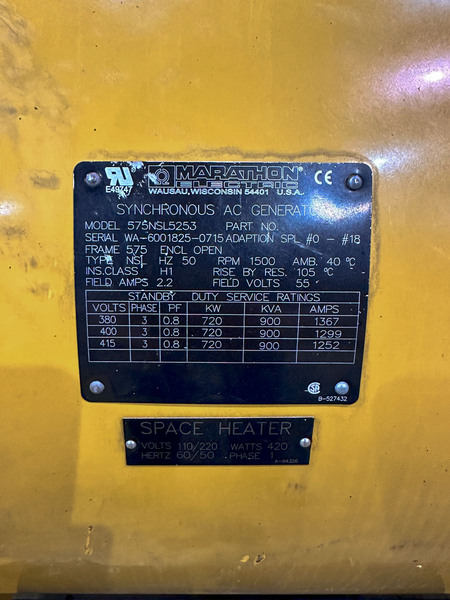 UR
E49747
MARATHON
ELECTRIC
WAUSAU, WISCONSIN 54401 U.S.A.
CE
SYNCHRONOUS AC GENERATOR
MODEL 575NSL5253 PART NO.
SERIAL WA-6001825-0715 ADAPTION SPL #0 - #18
FRAME 575 ENCL OPEN
TYPE NSL HZ 50 RPM 1500 AMB. 40 °C
INS.CLASS H1 RISE BY RES. 105 °C
FIELD AMPS 2.2 FIELD VOLTS 55
STANDBY DUTY SERVICE RATINGS
VOLTS PHASE PF KW KVA AMPS
380 3 0.8 720 900 1367
400 3 0.8 720 900 1299
415 3 0.8 720 900 1252
B-527432
SPACE HEATER
VOLTS 110/220 WATTS 420
HERTZ 60/50 PHASE 1